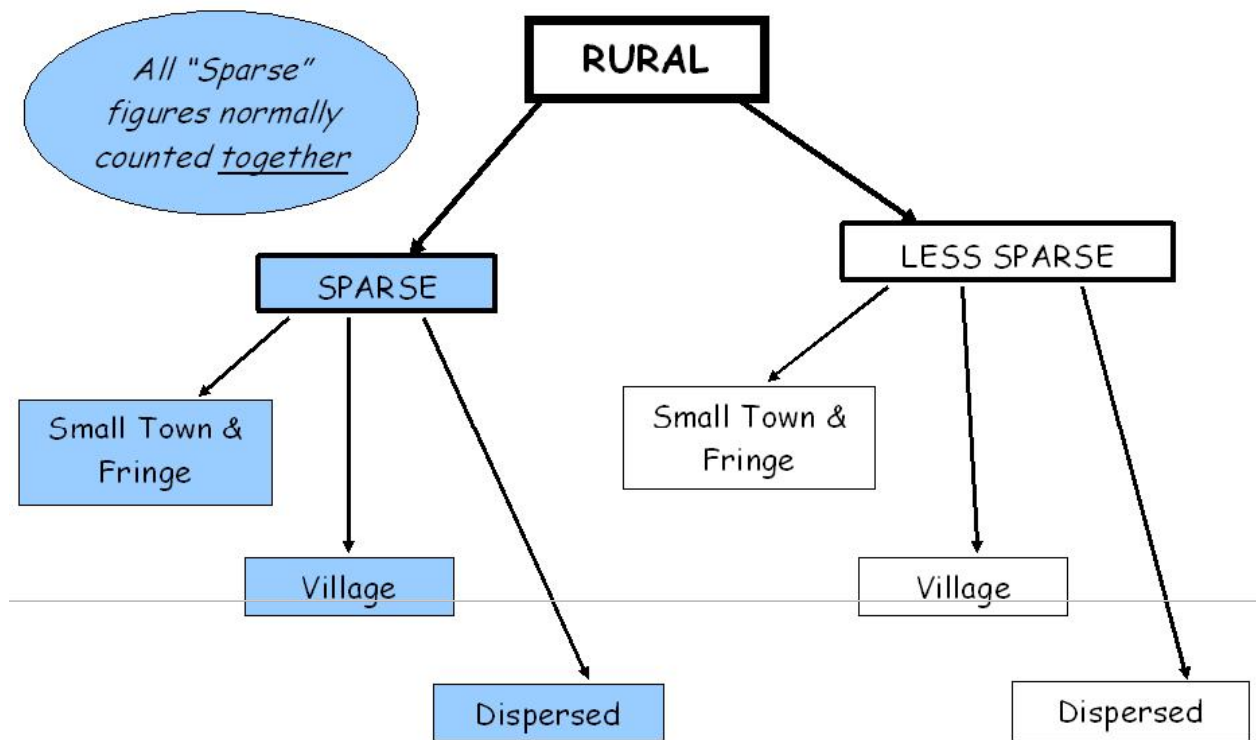 All "Sparse"
figures normally
counted together
RURAL
SPARSE
LESS SPARSE
Small Town &
Fringe
Village
Dispersed
Small Town &
Fringe
Village
Dispersed